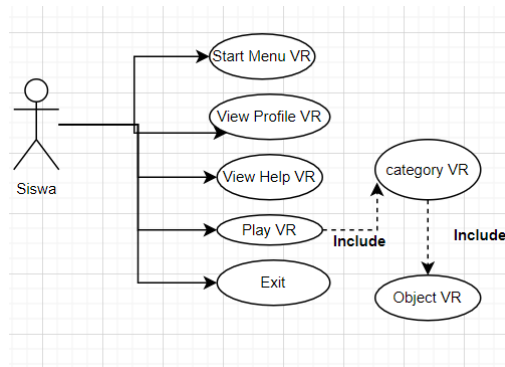 Start Menu VR
View Profile VR
View Help VR
category VR
Siswa
Play VR
Include
Include
Exit
Object VR